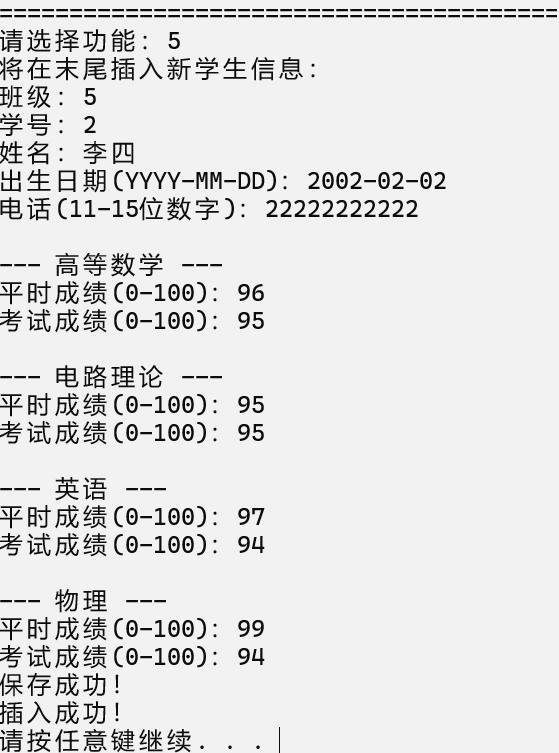 ================================================
请选择功能: 5
将在末尾插入新学生信息:
班级: 5
学号: 2
姓名: 李四
出生日期(YYYY-MM-DD): 2002-02-02
电话(11-15位数字): 22222222222
--- 高等数学 ---
平时成绩(0-100): 96
考试成绩(0-100): 95
--- 电路理论 ---
平时成绩(0-100): 95
考试成绩(0-100): 95
--- 英语 ---
平时成绩(0-100): 97
考试成绩(0-100): 94
--- 物理 ---
平时成绩(0-100): 99
考试成绩(0-100): 94
保存成功!
插入成功!
请按任意键继续. . .